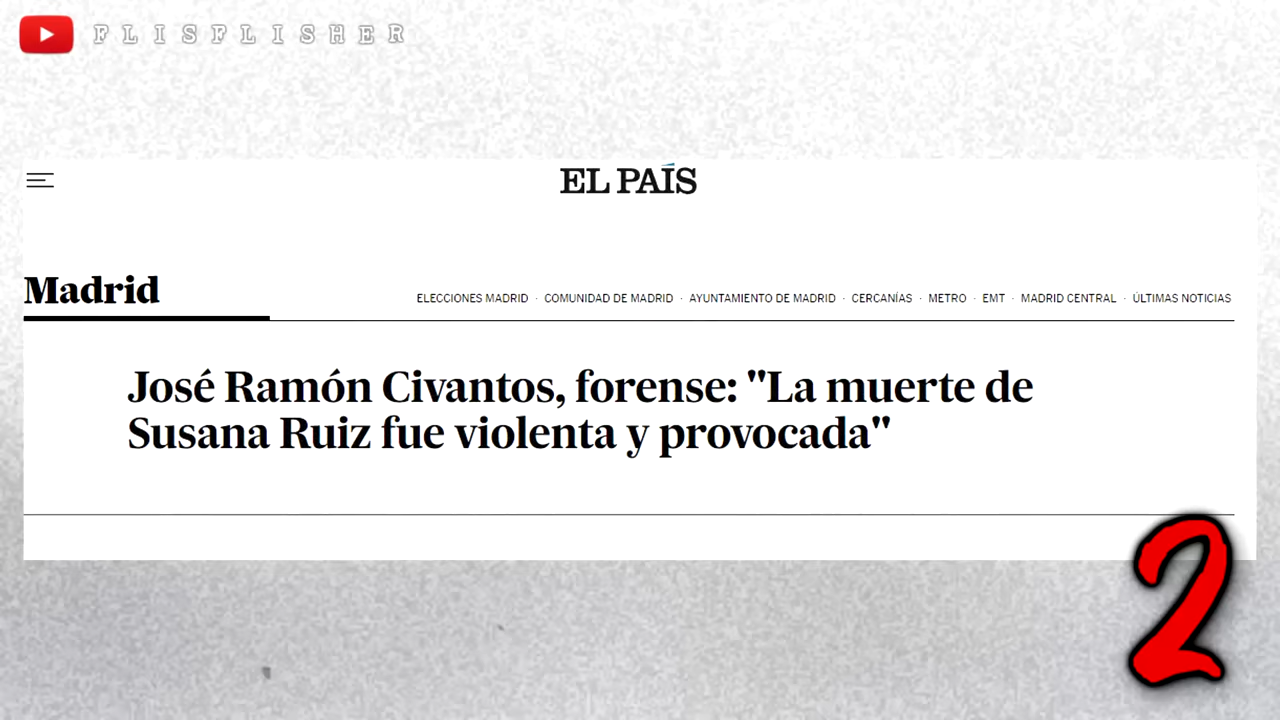 FLISFLISHER
EL PAÍS
Madrid
ELECCIONES MADRID · COMUNIDAD DE MADRID · AYUNTAMIENTO DE MADRID · CERCANÍAS · METRO · EMT · MADRID CENTRAL · ÚLTIMAS NOTICIAS
José Ramón Civantos, forense: "La muerte de
Susana Ruiz fue violenta y provocada"
2